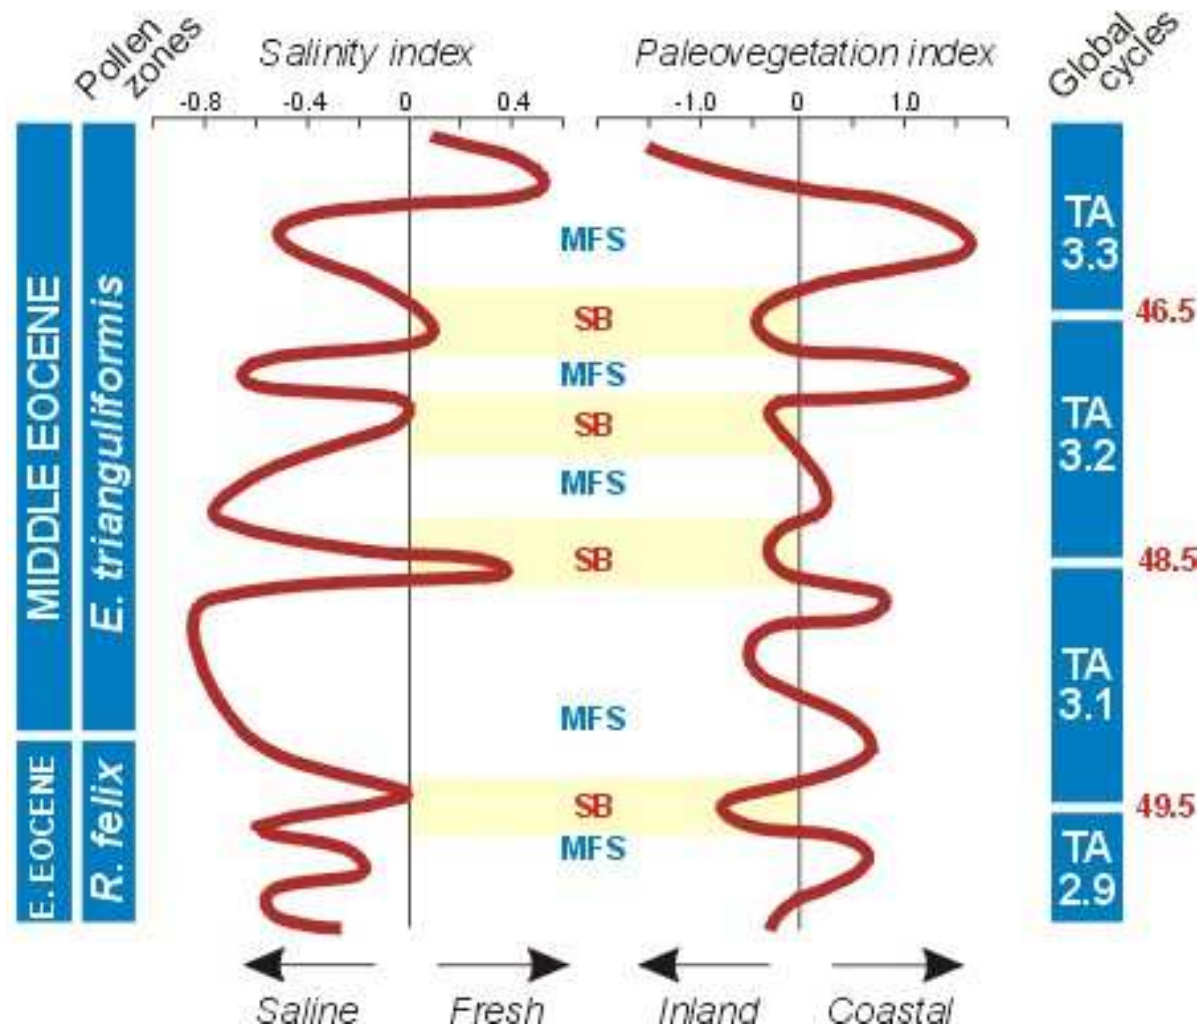 Pollen
zones
Salinity index
Paleovegetation index
Global
cycles
-0.8 -0.4 0 0.4
-1.0 0 1.0
MIDDLE EOCENE
E. EOCENE
E. trianguliformis
R. felix
MFS
SB
MFS
SB
MFS
SB
MFS
SB
MFS
TA
3.3
46.5
TA
3.2
48.5
TA
3.1
49.5
TA
2.9
Saline Fresh
Inland Coastal